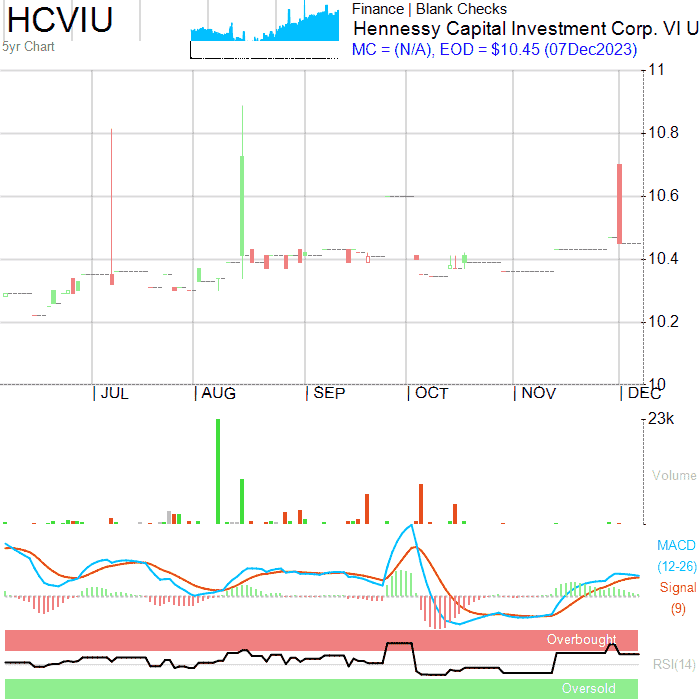 HCVIU
5yr Chart
Finance | Blank Checks
Hennessy Capital Investment Corp. VI U
MC = (N/A), EOD = $10.45 (07Dec2023)
11
10.8
10.6
10.4
10.2
10
JUL AUG SEP OCT NOV DEC
23k
Volume
MACD
(12-26)
Signal
(9)
Overbought
RSI(14)
Oversold